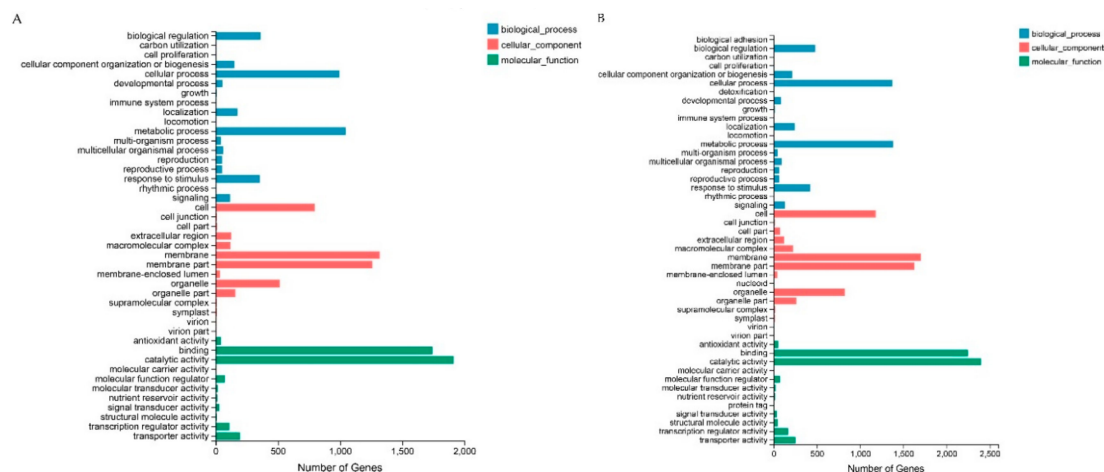 A
biological_process
cellular_component
molecular_function
biological regulation
carbon utilization
cell proliferation
cellular component organization or biogenesis
cellular process
developmental process
growth
immune system process
localization
locomotion
metabolic process
multi-organism process
multicellular organismal process
reproduction
reproductive process
response to stimulus
rhythmic process
signaling
cell
cell junction
cell part
extracellular region
macromolecular complex
membrane
membrane part
membrane-enclosed lumen
organelle
organelle part
supramolecular complex
symplast
virion
virion part
antioxidant activity
binding
catalytic activity
molecular carrier activity
molecular function regulator
molecular transducer activity
nutrient reservoir activity
signal transducer activity
structural molecule activity
transcription regulator activity
transporter activity
0 500 1,000 1,500 2,000
Number of Genes
B
biological_process
cellular_component
molecular_function
biological adhesion
biological regulation
carbon utilization
cell proliferation
cellular component organization or biogenesis
cellular process
detoxification
developmental process
growth
immune system process
localization
locomotion
metabolic process
multi-organism process
multicellular organismal process
reproduction
reproductive process
response to stimulus
rhythmic process
signaling
cell
cell junction
cell part
extracellular region
macromolecular complex
membrane
membrane part
membrane-enclosed lumen
nucleoid
organelle
organelle part
supramolecular complex
symplast
virion
virion part
antioxidant activity
binding
catalytic activity
molecular carrier activity
molecular function regulator
molecular transducer activity
nutrient reservoir activity
protein tag
signal transducer activity
structural molecule activity
transcription regulator activity
transporter activity
0 500 1,000 1,500 2,000 2,500
Number of Genes